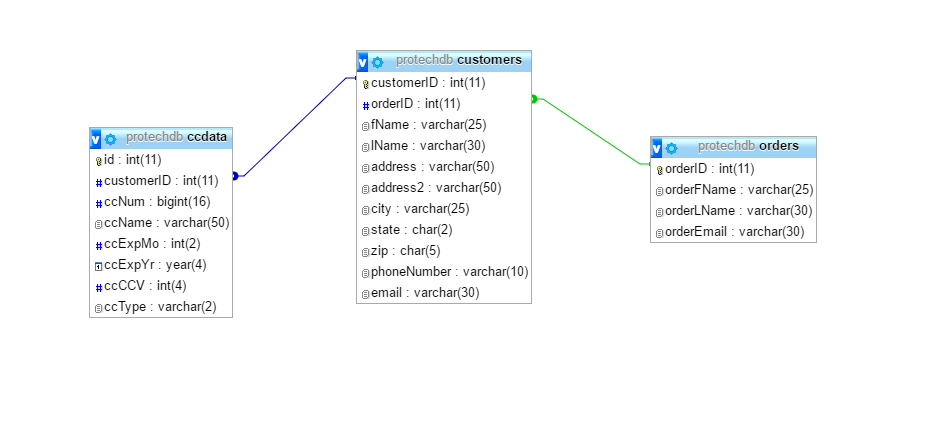 protechdb ccdata
id : int(11)
customerID : int(11)
ccNum : bigint(16)
ccName : varchar(50)
ccExpMo : int(2)
ccExpYr : year(4)
ccCCV : int(4)
ccType : varchar(2)
protechdb customers
customerID : int(11)
orderID : int(11)
fName : varchar(25)
lName : varchar(30)
address : varchar(50)
address2 : varchar(50)
city : varchar(25)
state : char(2)
zip : char(5)
phoneNumber : varchar(10)
email : varchar(30)
protechdb orders
orderID : int(11)
orderFName : varchar(25)
orderLName : varchar(30)
orderEmail : varchar(30)